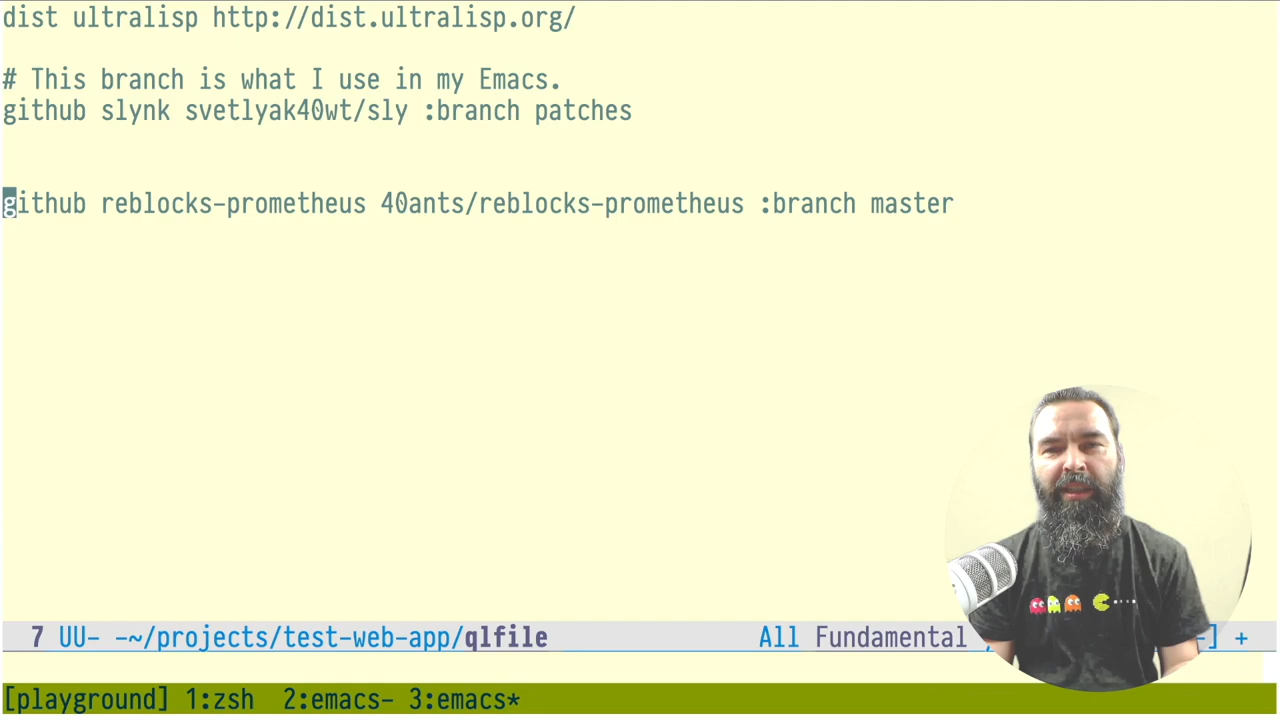 dist ultralisp http://dist.ultralisp.org/
# This branch is what I use in my Emacs.
github slynk svetlyak40wt/sly :branch patches
github reblocks-prometheus 40ants/reblocks-prometheus :branch master
7 UU- -~/projects/test-web-app/qlfile All Fundamental ] +
[playground] 1:zsh 2:emacs- 3:emacs*